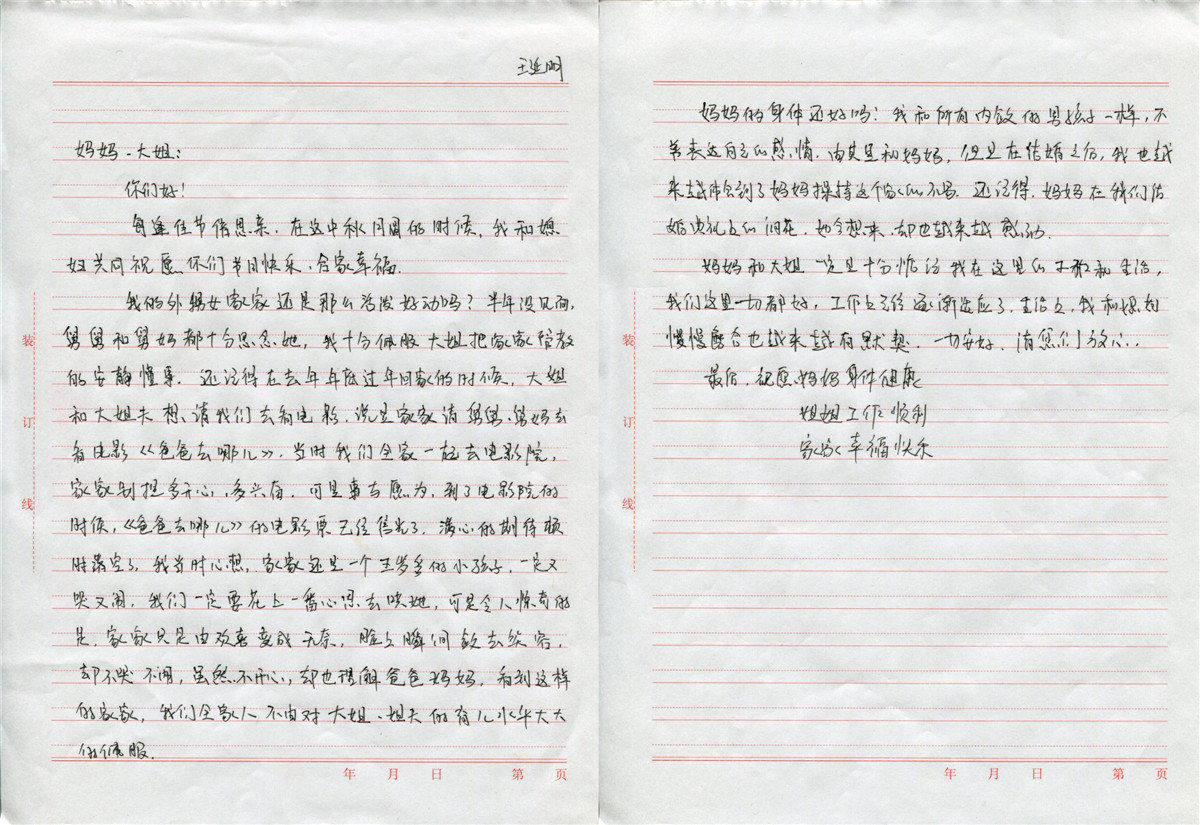 王延明
妈妈、大姐：
你们好！
每逢佳节倍思亲，在这中秋月圆的时候，我和媳
妇共同祝愿你们节日快乐，合家幸福。
我的外甥女家家还是那么活泼好动吗？半年没见面，
舅舅和舅妈都十分思念她，我十分佩服大姐把家家管教
的安静懂事。还记得在去年年底过年回家的时候，大姐
和大姐夫想请我们去看电影，说是家家请舅舅、舅妈去
看电影《爸爸去哪儿》，当时我们全家一起去电影院，
家家别提多开心，多兴奋。可是事与愿为，到了电影院的
时候，《爸爸去哪儿》的电影票已经售光了，满心的期待顿
时落空了，我当时心想，家家还是一个五岁多的小孩子，一定又
哭又闹，我们一定要花上一番心思去哄她，可是令人惊奇的
是，家家只是由欢喜变成无奈，脸上瞬间敛去笑容，
却不哭不闹，虽然不开心，却也理解爸爸妈妈，看到这样
的家家，我们全家人不由对大姐、姐夫的育儿水平大大
的佩服。
装
订
线
年 月 日 第 页
妈妈的身体还好吗？我和所有内敛的男孩子一样，不
善表达自己的感情，由其是和妈妈，但是在结婚之后，我也越
来越体会到了妈妈操持这个家的不易。还记得，妈妈在我们结
婚典礼上的泪花，如今想来，却也越来越感动。
妈妈和大姐一定是十分惦记我在这里的工作和生活，
我们这里一切都好，工作上已经逐渐适应了，生活上，我和媳妇
慢慢磨合也越来越有默契，一切安好，请您们放心。
最后，祝愿妈妈身体健康
姐姐工作顺利
家家幸福快乐
装
订
线
年 月 日 第 页